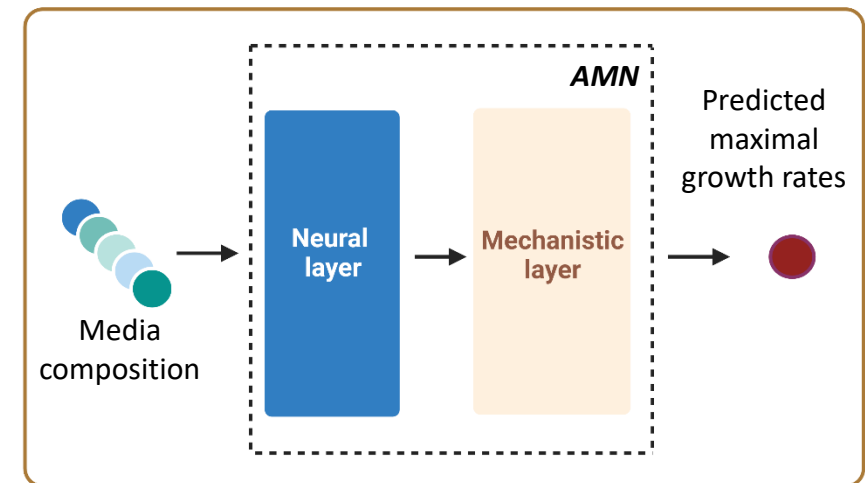 AMN
Predicted
maximal
growth rates
Neural
layer
Mechanistic
layer
Media
composition